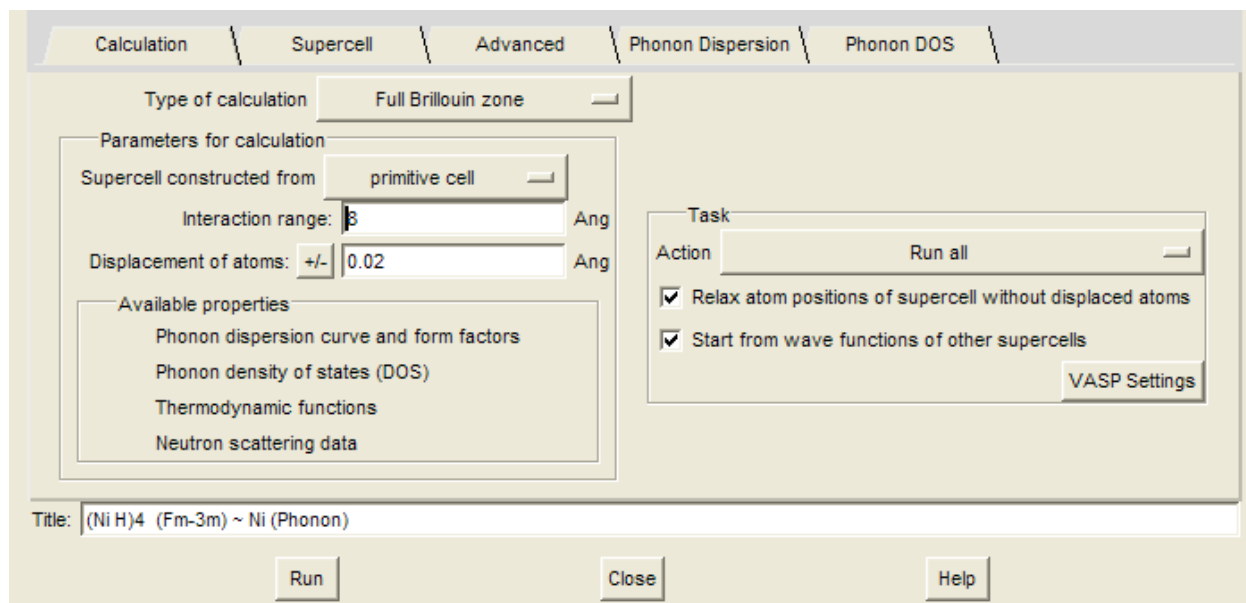 Calculation Supercell Advanced Phonon Dispersion Phonon DOS
Type of calculation Full Brillouin zone
Parameters for calculation
Supercell constructed from primitive cell
Interaction range: 8 Ang
Displacement of atoms: +/- 0.02 Ang
Available properties
Phonon dispersion curve and form factors
Phonon density of states (DOS)
Thermodynamic functions
Neutron scattering data
Task
Action Run all
Relax atom positions of supercell without displaced atoms
Start from wave functions of other supercells
VASP Settings
Title: (Ni H)4 (Fm-3m) ~ Ni (Phonon)
Run Close Help